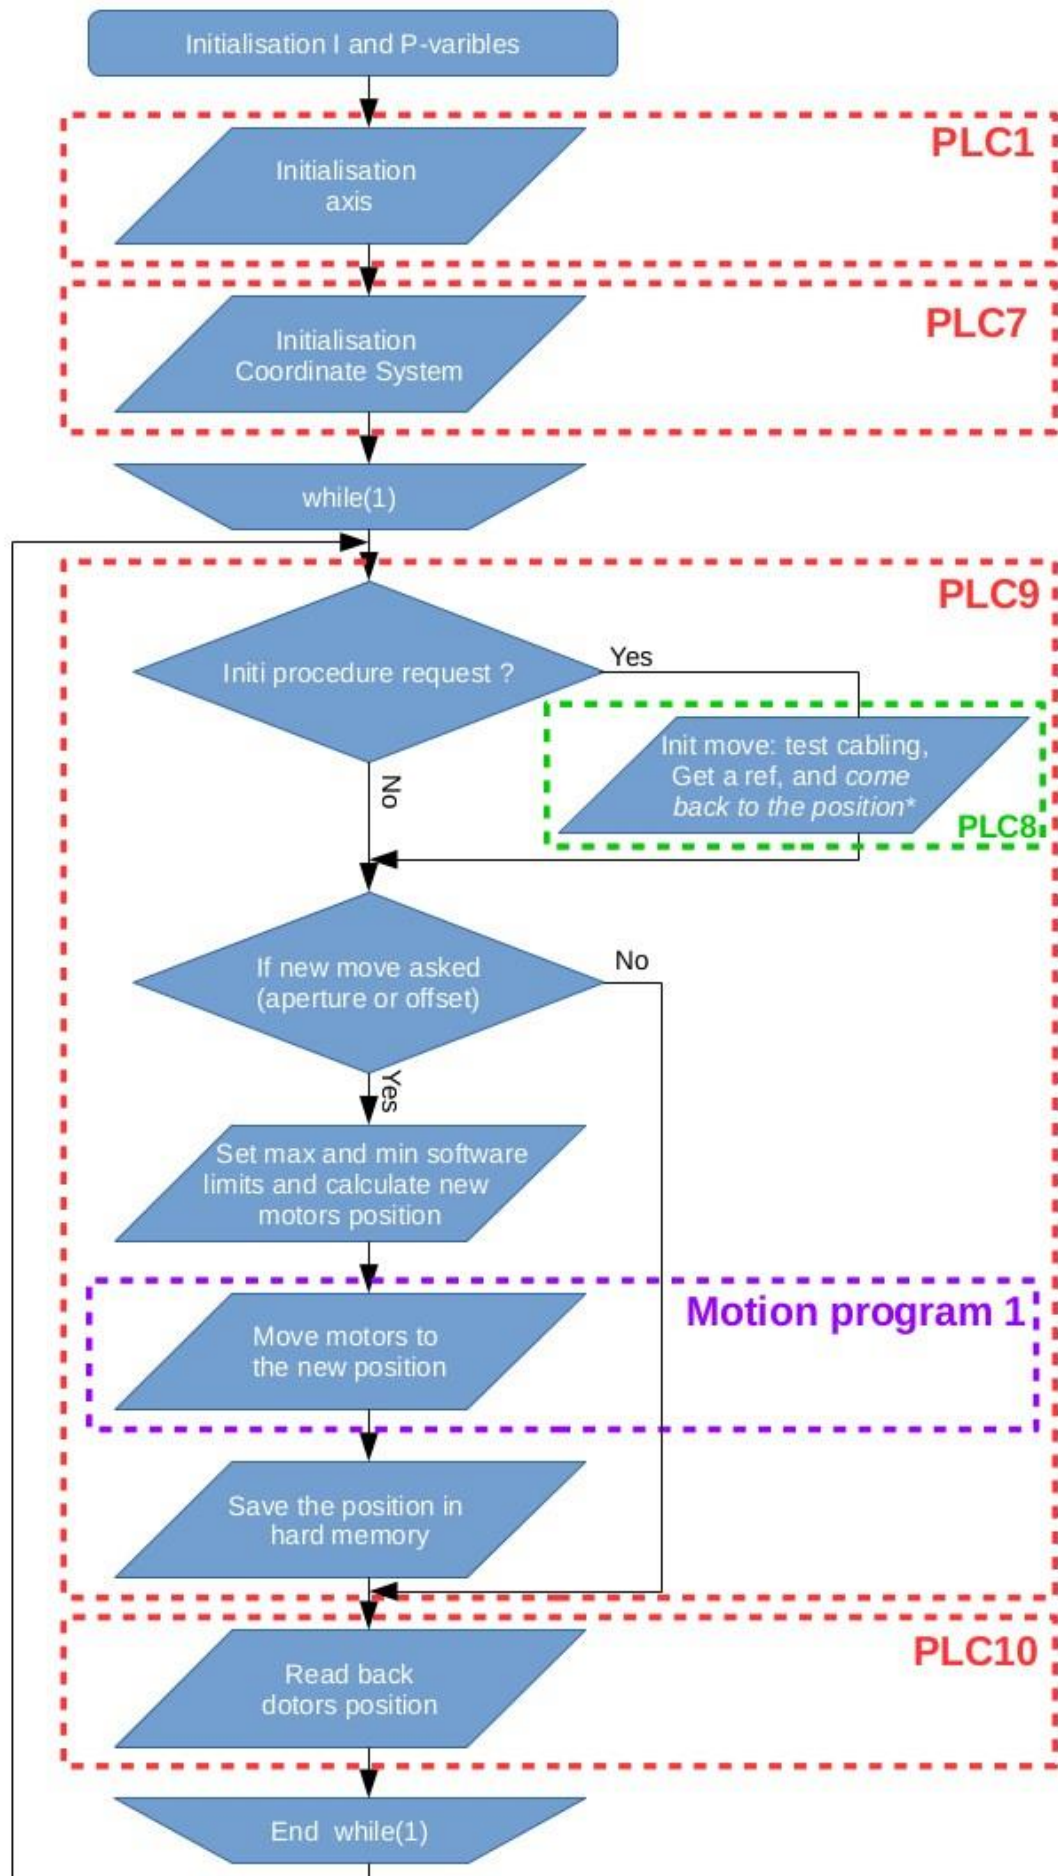 Initialisation I and P-varibles
PLC1
Initialisation
axis
PLC7
Initialisation
Coordinate System
while(1)
PLC9
Initi procedure request ?
Yes
No
Init move: test cabling,
Get a ref, and come
back to the position*
PLC8
If new move asked
(aperture or offset)
No
Yes
Set max and min software
limits and calculate new
motors position
Motion program 1
Move motors to
the new position
Save the position in
hard memory
PLC10
Read back
dotors position
End while(1)